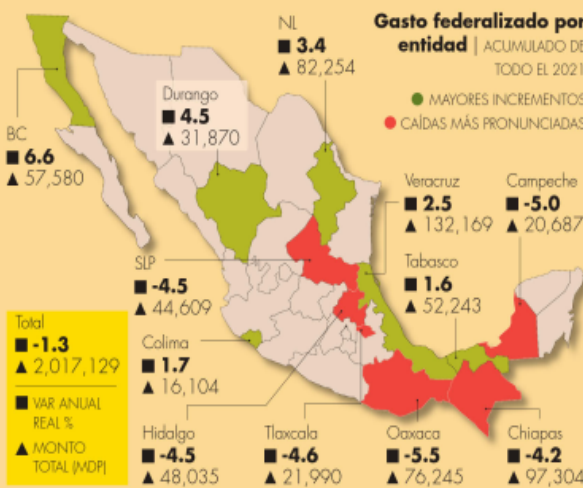 Gasto federalizado por
entidad | ACUMULADO DE
TODO EL 2021
● MAYORES INCREMENTOS
● CAÍDAS MÁS PRONUNCIADAS
NL
■ 3.4
▲ 82,254
Durango
■ 4.5
▲ 31,870
BC
■ 6.6
▲ 57,580
Veracruz
■ 2.5
▲ 132,169
Campeche
■ -5.0
▲ 20,687
Tabasco
■ 1.6
▲ 52,243
SLP
■ -4.5
▲ 44,609
Colima
■ 1.7
▲ 16,104
Total
■ -1.3
▲ 2,017,129
■ VAR ANUAL
REAL %
▲ MONTO
TOTAL (MDP)
Hidalgo
■ -4.5
▲ 48,035
Tlaxcala
■ -4.6
▲ 21,990
Oaxaca
■ -5.5
▲ 76,245
Chiapas
■ -4.2
▲ 97,304